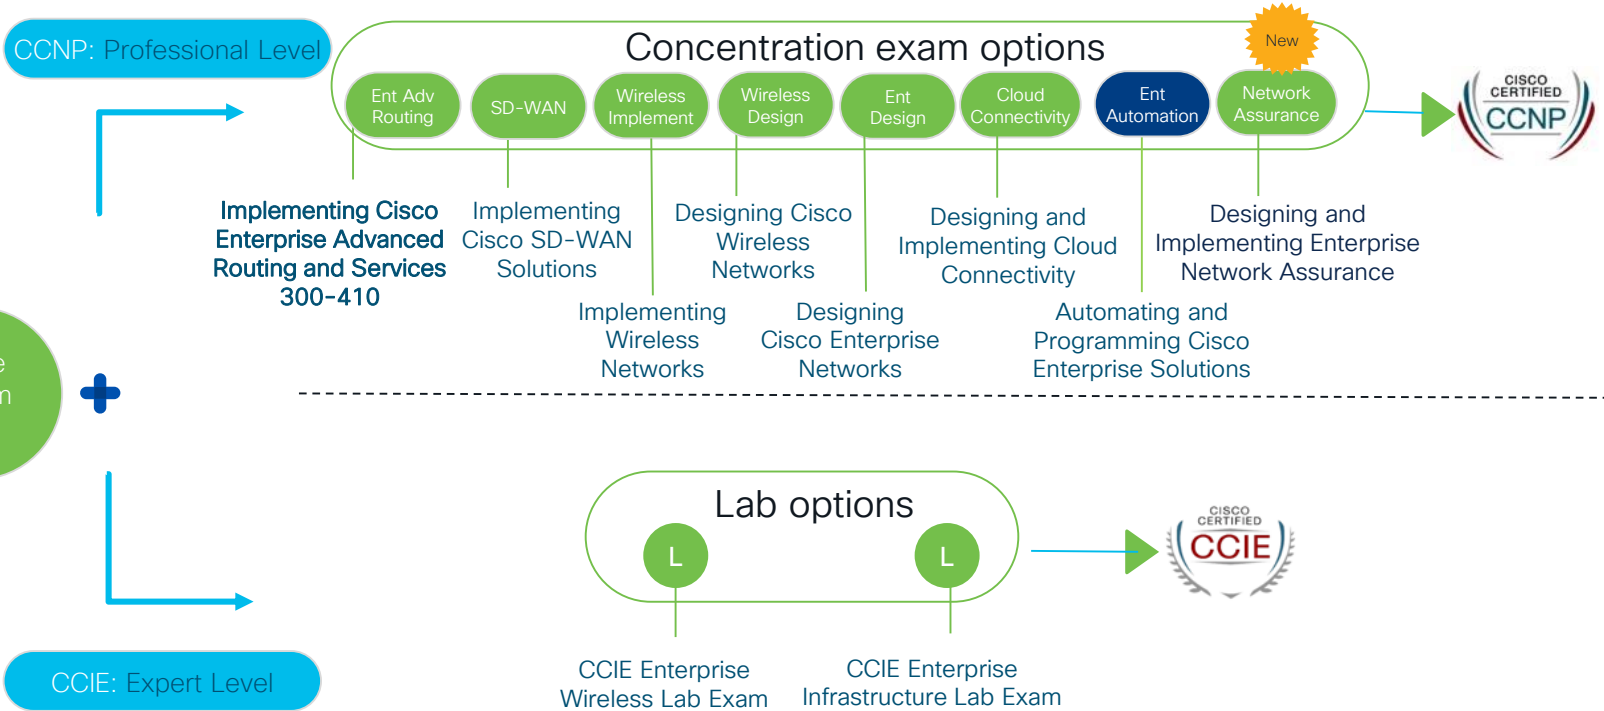 CCNP: Professional Level
Concentration exam options
New
Ent Adv
Routing
SD-WAN
Wireless
Implement
Wireless
Design
Ent
Design
Cloud
Connectivity
Ent
Automation
Network
Assurance
CISCO
CERTIFIED
CCNP
Implementing Cisco
Enterprise Advanced
Routing and Services
300-410
Implementing
Cisco SD-WAN
Solutions
Implementing
Wireless
Networks
Designing Cisco
Wireless
Networks
Designing
Cisco Enterprise
Networks
Designing and
Implementing Cloud
Connectivity
Automating and
Programming Cisco
Enterprise Solutions
Designing and
Implementing Enterprise
Network Assurance
Lab options
L
L
CISCO
CERTIFIED
CCIE
CCIE Enterprise
Wireless Lab Exam
CCIE Enterprise
Infrastructure Lab Exam
CCIE: Expert Level